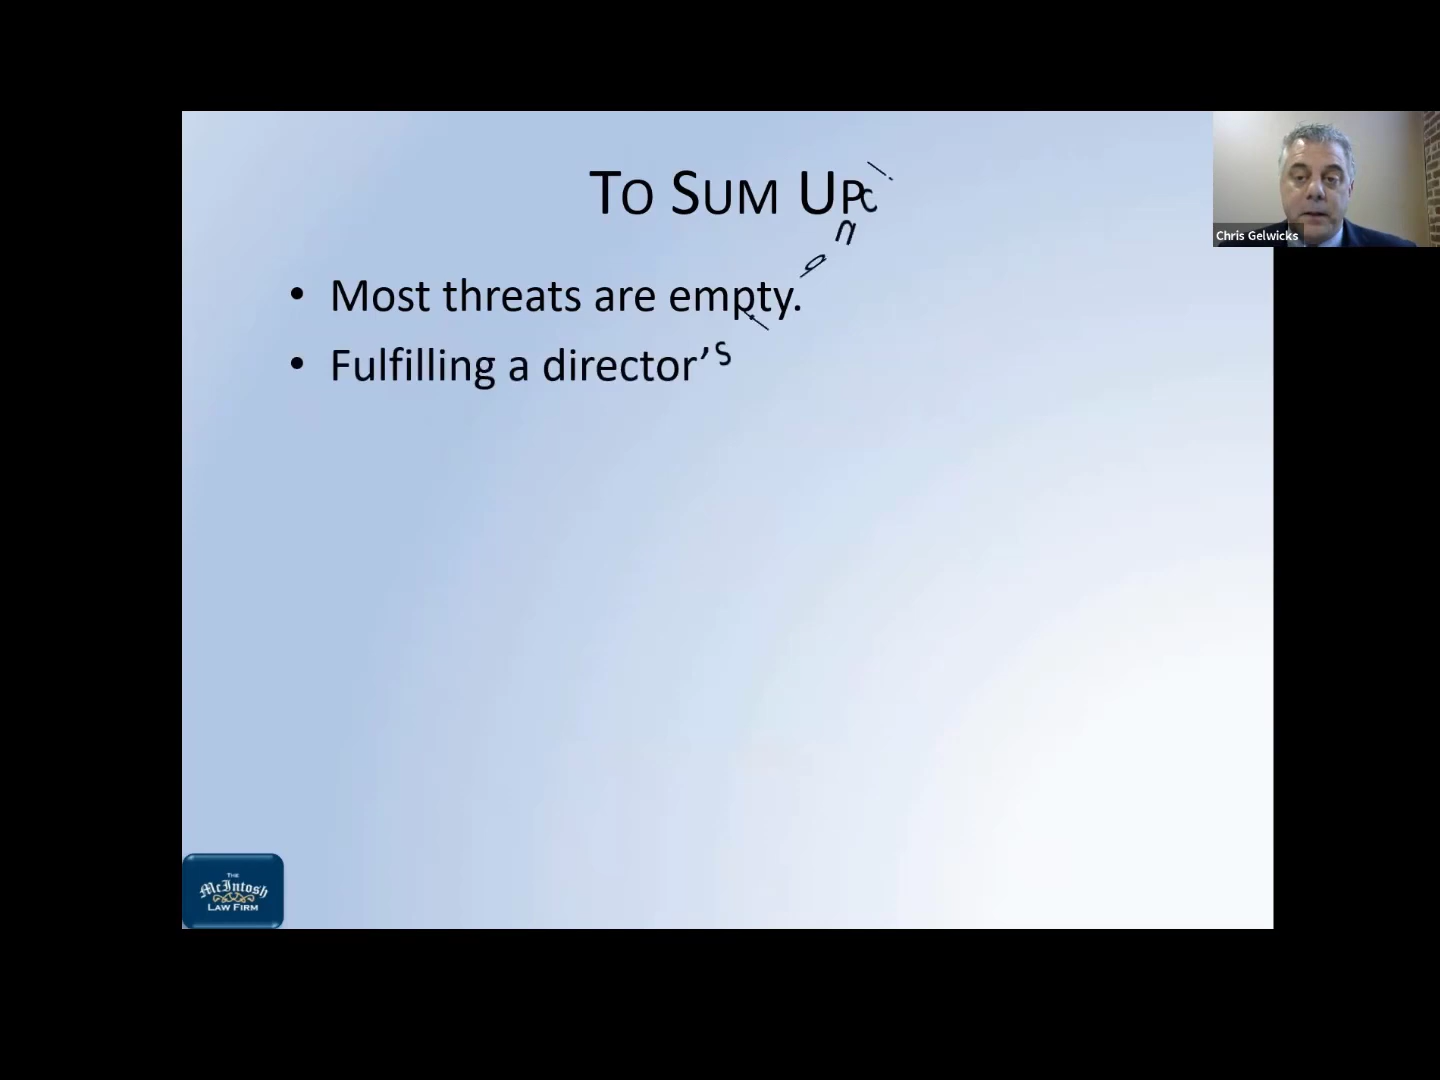 To Sum Up
• Most threats are empty.
• Fulfilling a director’s
Chris Gelwicks
THE
McIntosh
LAW FIRM